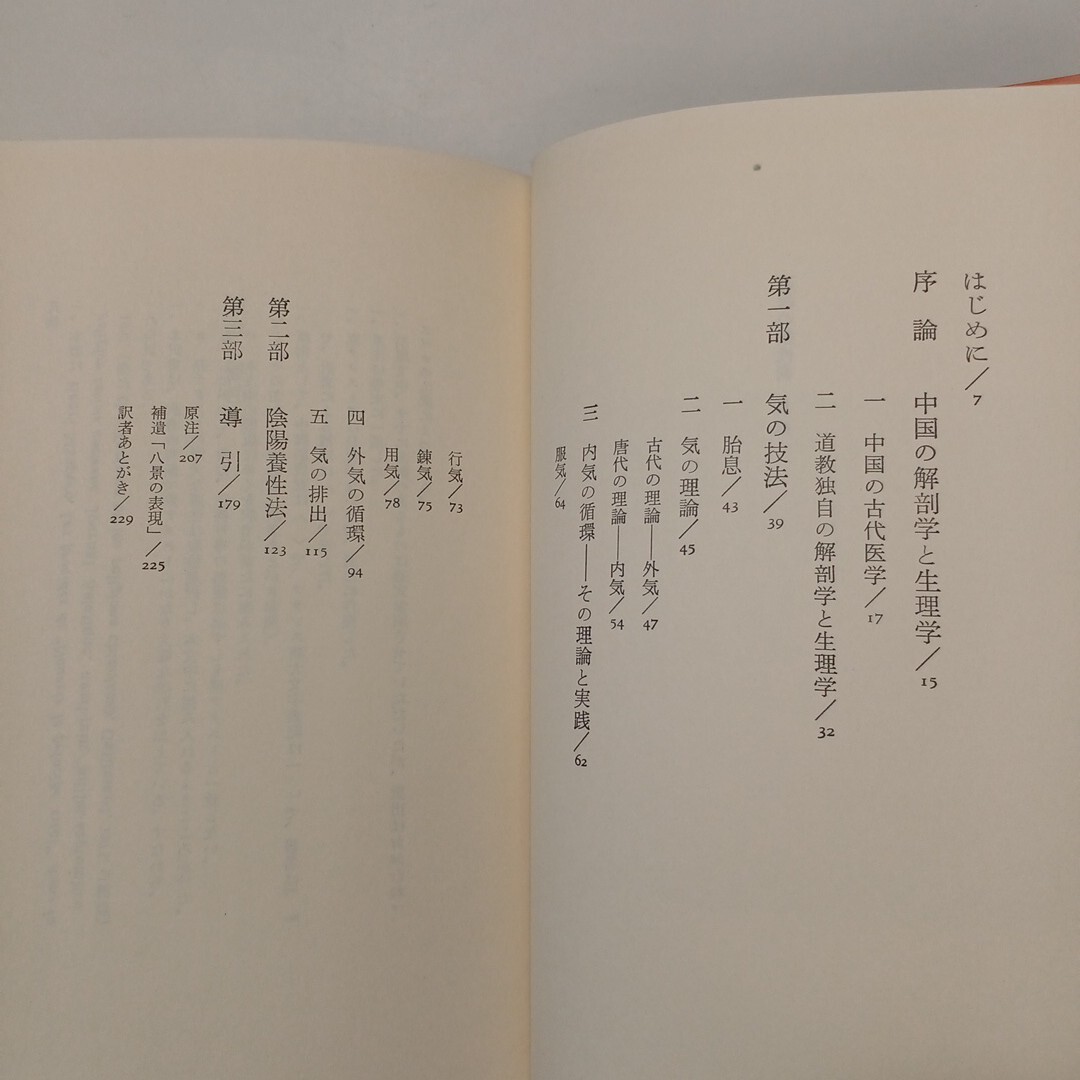 はじめに／7
序論　中国の解剖学と生理学／15
一　中国の古代医学／17
二　道教独自の解剖学と生理学／32
第一部　気の技法／39
一　胎息／43
二　気の理論／45
古代の理論──外気／47
唐代の理論──内気／54
三　内気の循環──その理論と実践／62
服気／64
行気／73
錬気／75
用気／78
四　外気の循環／94
五　気の排出／115
第二部　陰陽養性法／123
第三部　導引／179
原注／207
補遺「八景の表現」／225
訳者あとがき／229